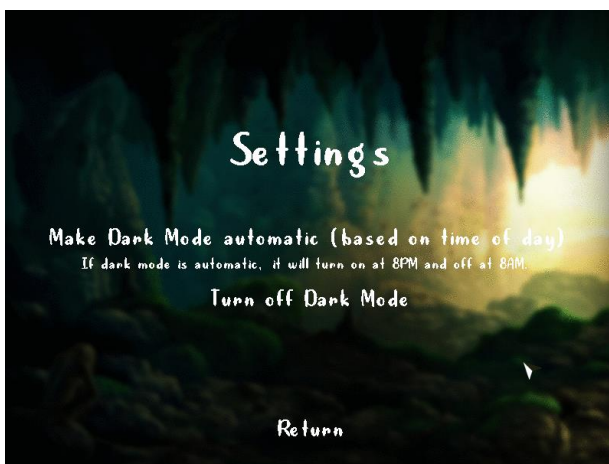 Settings
Make Dark Mode automatic (based on time of day)
If dark mode is automatic, it will turn on at 8PM and off at 8AM.
Turn off Dark Mode
Return